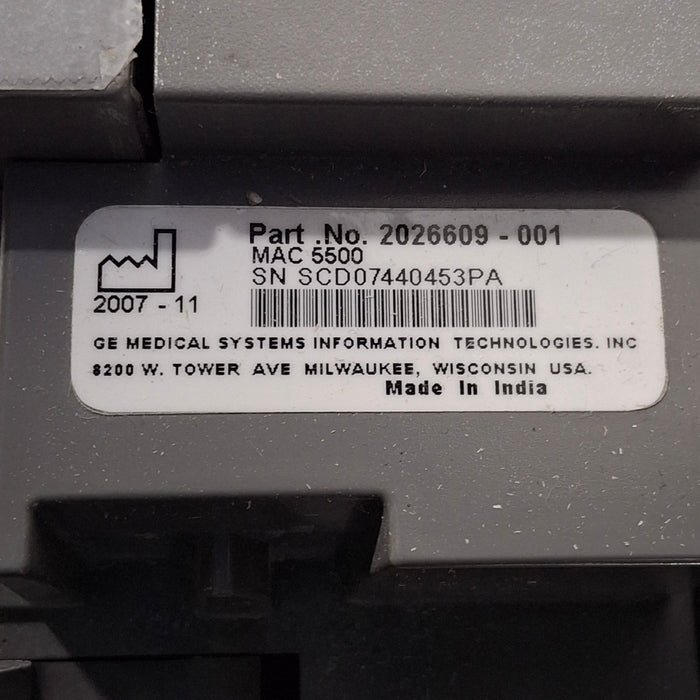 Part .No. 2026609 - 001
MAC 5500
SN SCD07440453PA
2007 - 11
GE MEDICAL SYSTEMS INFORMATION TECHNOLOGIES. INC
8200 W. TOWER AVE MILWAUKEE, WISCONSIN USA.
Made In India